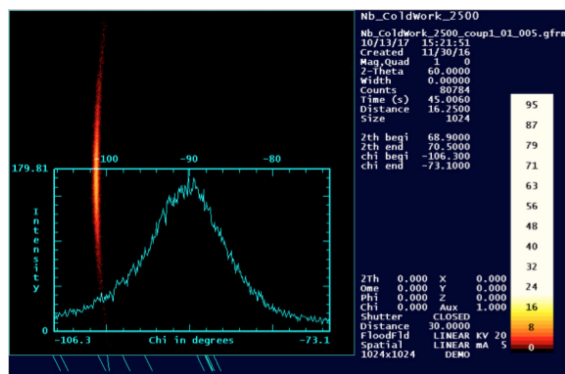 Nb_ColdWork_2500
Nb_ColdWork_2500_coup1_01_005.gfrm
10/13/17 15:21:51
Created 11/30/16
Mag,Quad 1 0
2-Theta 60.0000
Width 0.00000
Counts 80784
Time (s) 45.0060
Distance 16.2500
Size 1024
2th begi 68.9000
2th end 70.5000
chi begi -106.300
chi end -73.1000
-100 -90 -80
179.81
Intensity
0
-106.3 Chi in degrees -73.1
2Th 0.000 X 0.000
Ome 0.000 Y 0.000
Phi 0.000 Z 0.000
Chi 0.000 Aux 1.000
Shutter CLOSED
Distance 30.0000
FloodFld LINEAR KV 20
Spatial LINEAR mA 5
1024x1024 DEMO
95
87
79
71
63
56
48
40
32
24
16
8
0